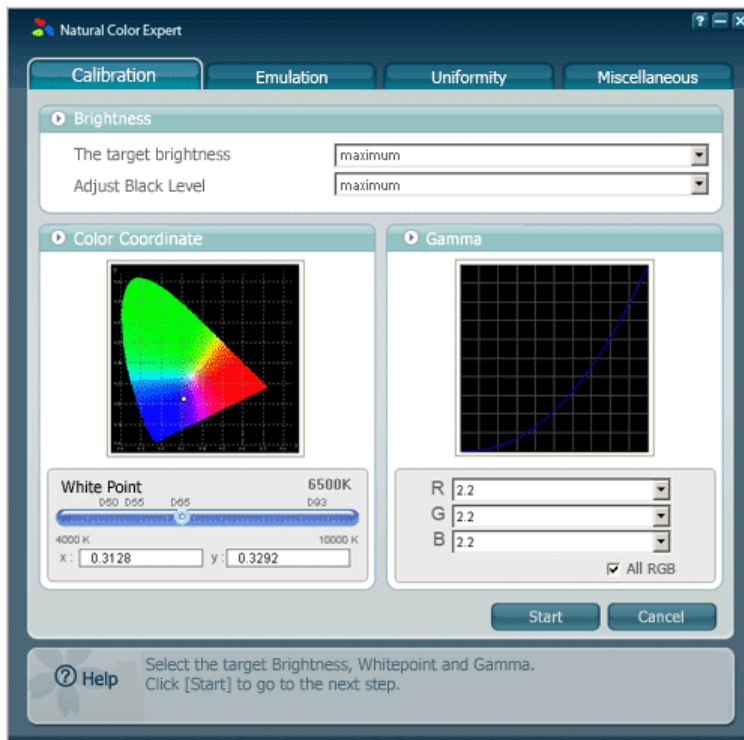 Natural Color Expert
Calibration Emulation Uniformity Miscellaneous
Brightness
The target brightness maximum
Adjust Black Level maximum
Color Coordinate
White Point 6500K
D50 D55 D65 D93
4000 K 10000 K
x : 0.3128 y : 0.3292
Gamma
R 2.2
G 2.2
B 2.2
All RGB
Start Cancel
? Help
Select the target Brightness, Whitepoint and Gamma.
Click [Start] to go to the next step.